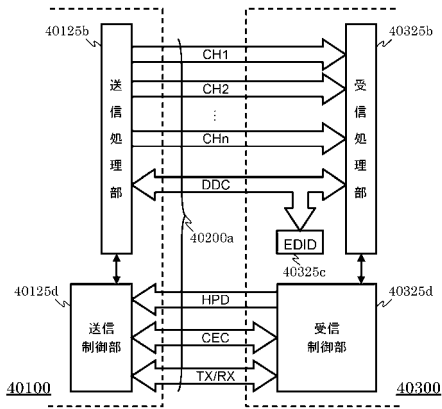 40125b
40325b
送信処理部
CH1
CH2
⋮
CHn
DDC
受信処理部
40200a
EDID
40325c
40125d
40325d
送信
制御部
HPD
CEC
TX/RX
受信
制御部
40100
40300